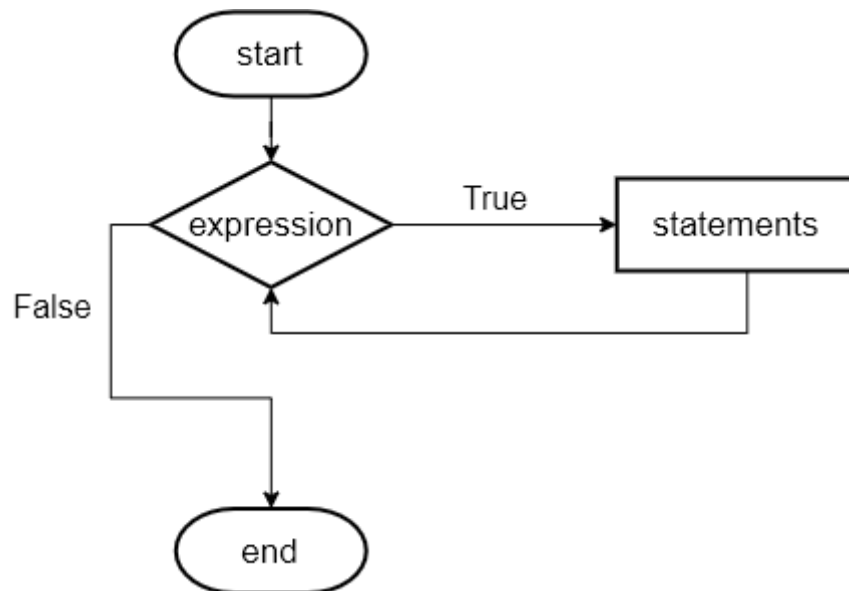 start
expression
True
statements
False
end